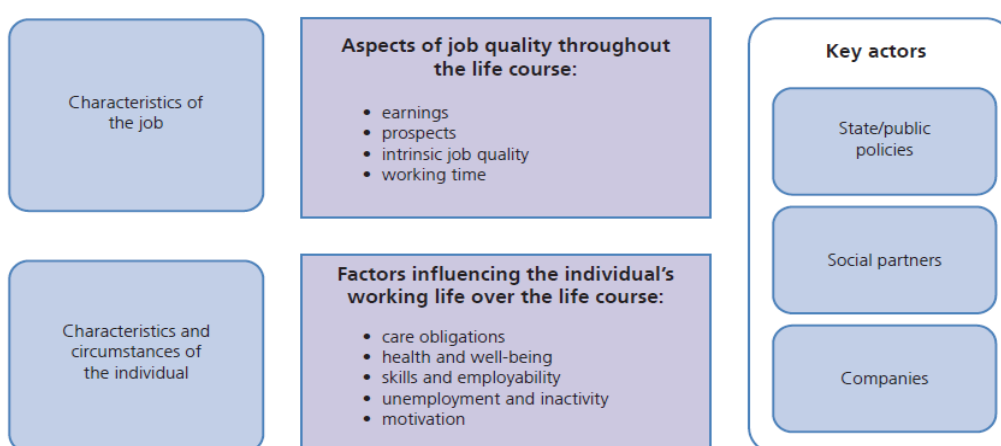 Characteristics of
the job
Aspects of job quality throughout
the life course:
• earnings
• prospects
• intrinsic job quality
• working time
Characteristics and
circumstances of
the individual
Factors influencing the individual's
working life over the life course:
• care obligations
• health and well-being
• skills and employability
• unemployment and inactivity
• motivation
Key actors
State/public
policies
Social partners
Companies